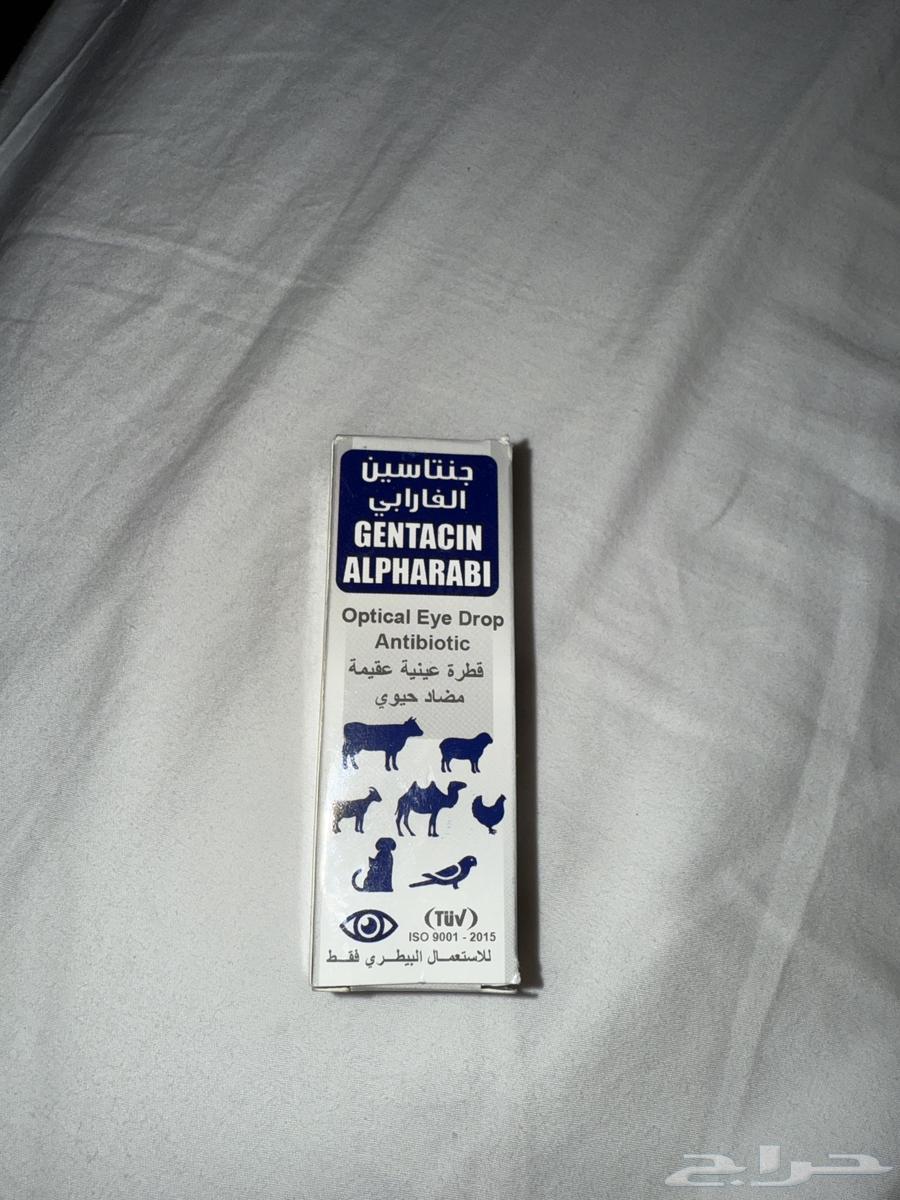 جنتاسين
الفارابي
GENTACIN
ALPHARABI
Optical Eye Drop
Antibiotic
قطرة عينية عقيمة
مضاد حيوي
TÜV
ISO 9001 - 2015
للاستعمال البيطري فقط
حراج